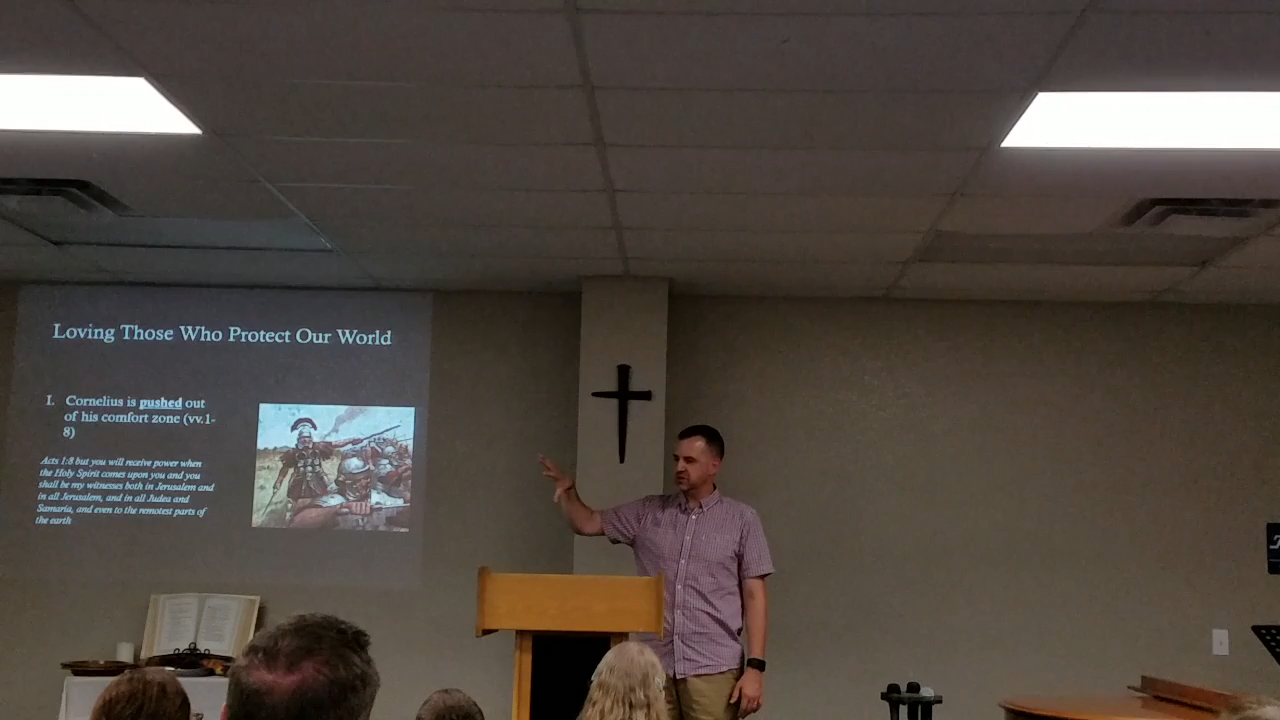 Loving Those Who Protect Our World
I. Cornelius is pushed out
of his comfort zone (vv.1-
8)
Acts 1:8 but you will receive power when
the Holy Spirit comes upon you and you
shall be my witnesses both in Jerusalem and
in all Jerusalem, and in all Judea and
Samaria, and even to the remotest parts of
the earth